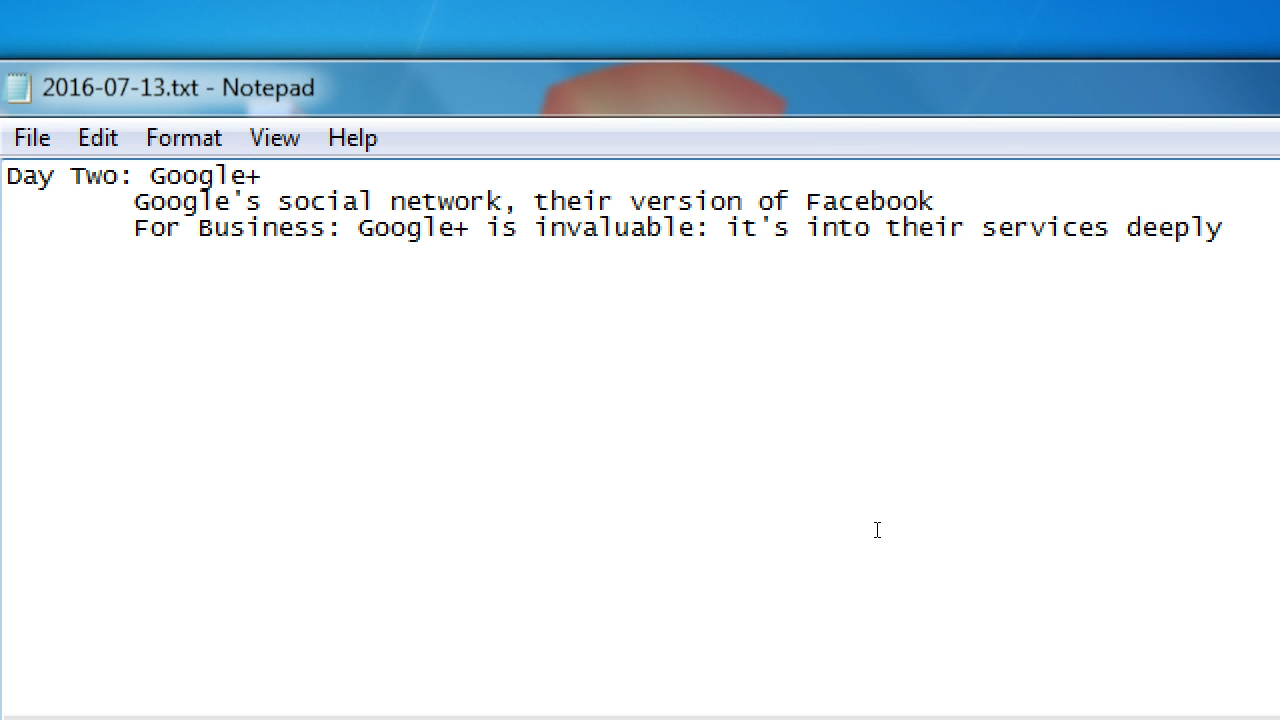 2016-07-13.txt - Notepad
File Edit Format View Help
Day Two: Google+
Google's social network, their version of Facebook
For Business: Google+ is invaluable: it's into their services deeply